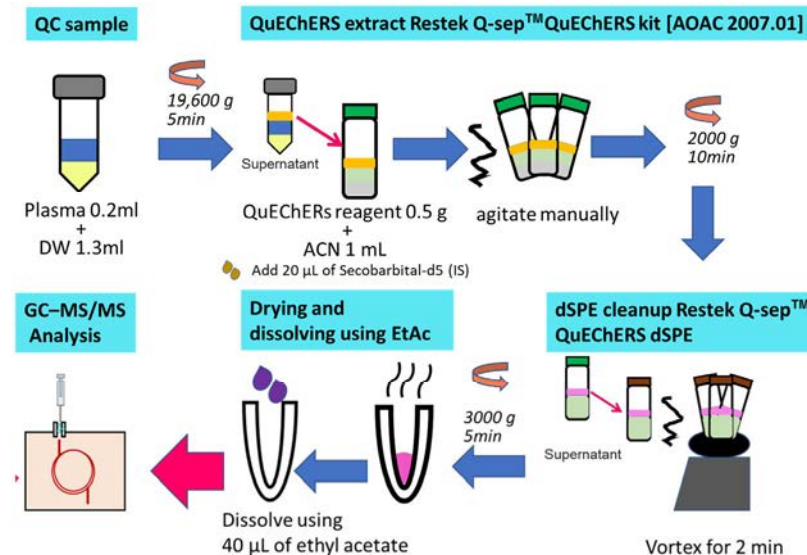 QC sample
QuEChERS extract Restek Q-sep™QuEChERS kit [AOAC 2007.01]
19,600 g
5min
Supernatant
2000 g
10min
Plasma 0.2ml
+
DW 1.3ml
QuEChERs reagent 0.5 g
+
ACN 1 mL
agitate manually
Add 20 µL of Secobarbital-d5 (IS)
GC–MS/MS
Analysis
Drying and
dissolving using EtAc
dSPE cleanup Restek Q-sep™
QuEChERS dSPE
3000 g
5min
Supernatant
Dissolve using
40 µL of ethyl acetate
Vortex for 2 min